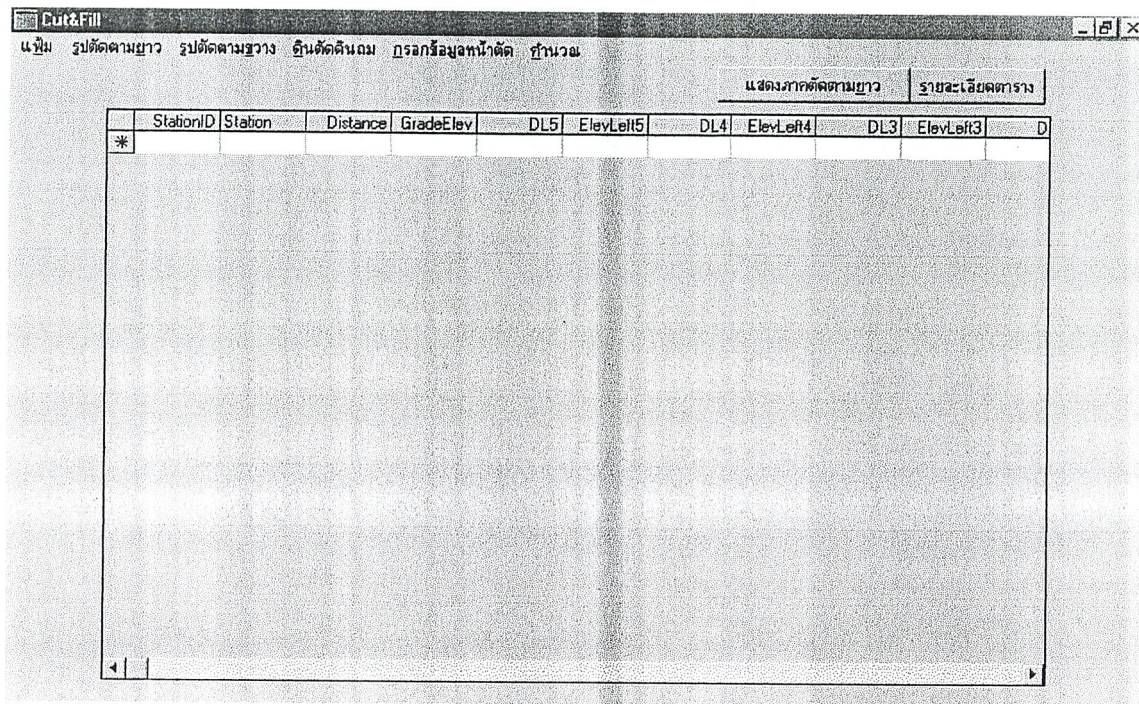 Cut&Fill
แฟ้ม รูปตัดตามยาว รูปตัดตามขวาง ดินตัดดินถม กรอกข้อมูลหน้าตัด คำนวณ
แสดงภาคตัดตามยาว รายละเอียดตาราง
StationID Station Distance GradeElev DL5 ElevLeft5 DL4 ElevLeft4 DL3 ElevLeft3 D